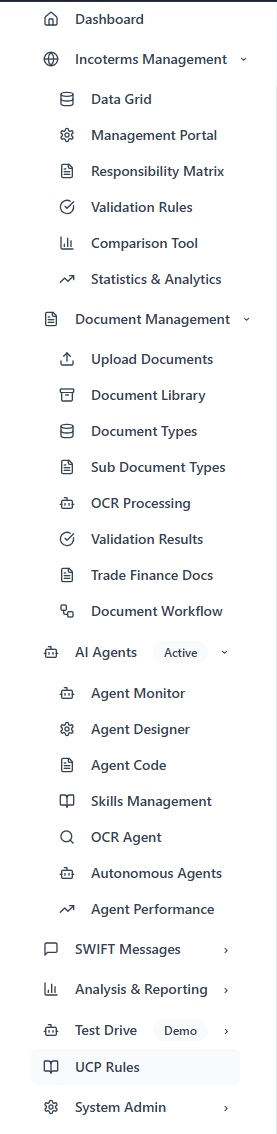 Dashboard
Incoterms Management
Data Grid
Management Portal
Responsibility Matrix
Validation Rules
Comparison Tool
Statistics & Analytics
Document Management
Upload Documents
Document Library
Document Types
Sub Document Types
OCR Processing
Validation Results
Trade Finance Docs
Document Workflow
AI Agents Active
Agent Monitor
Agent Designer
Agent Code
Skills Management
OCR Agent
Autonomous Agents
Agent Performance
SWIFT Messages
Analysis & Reporting
Test Drive Demo
UCP Rules
System Admin